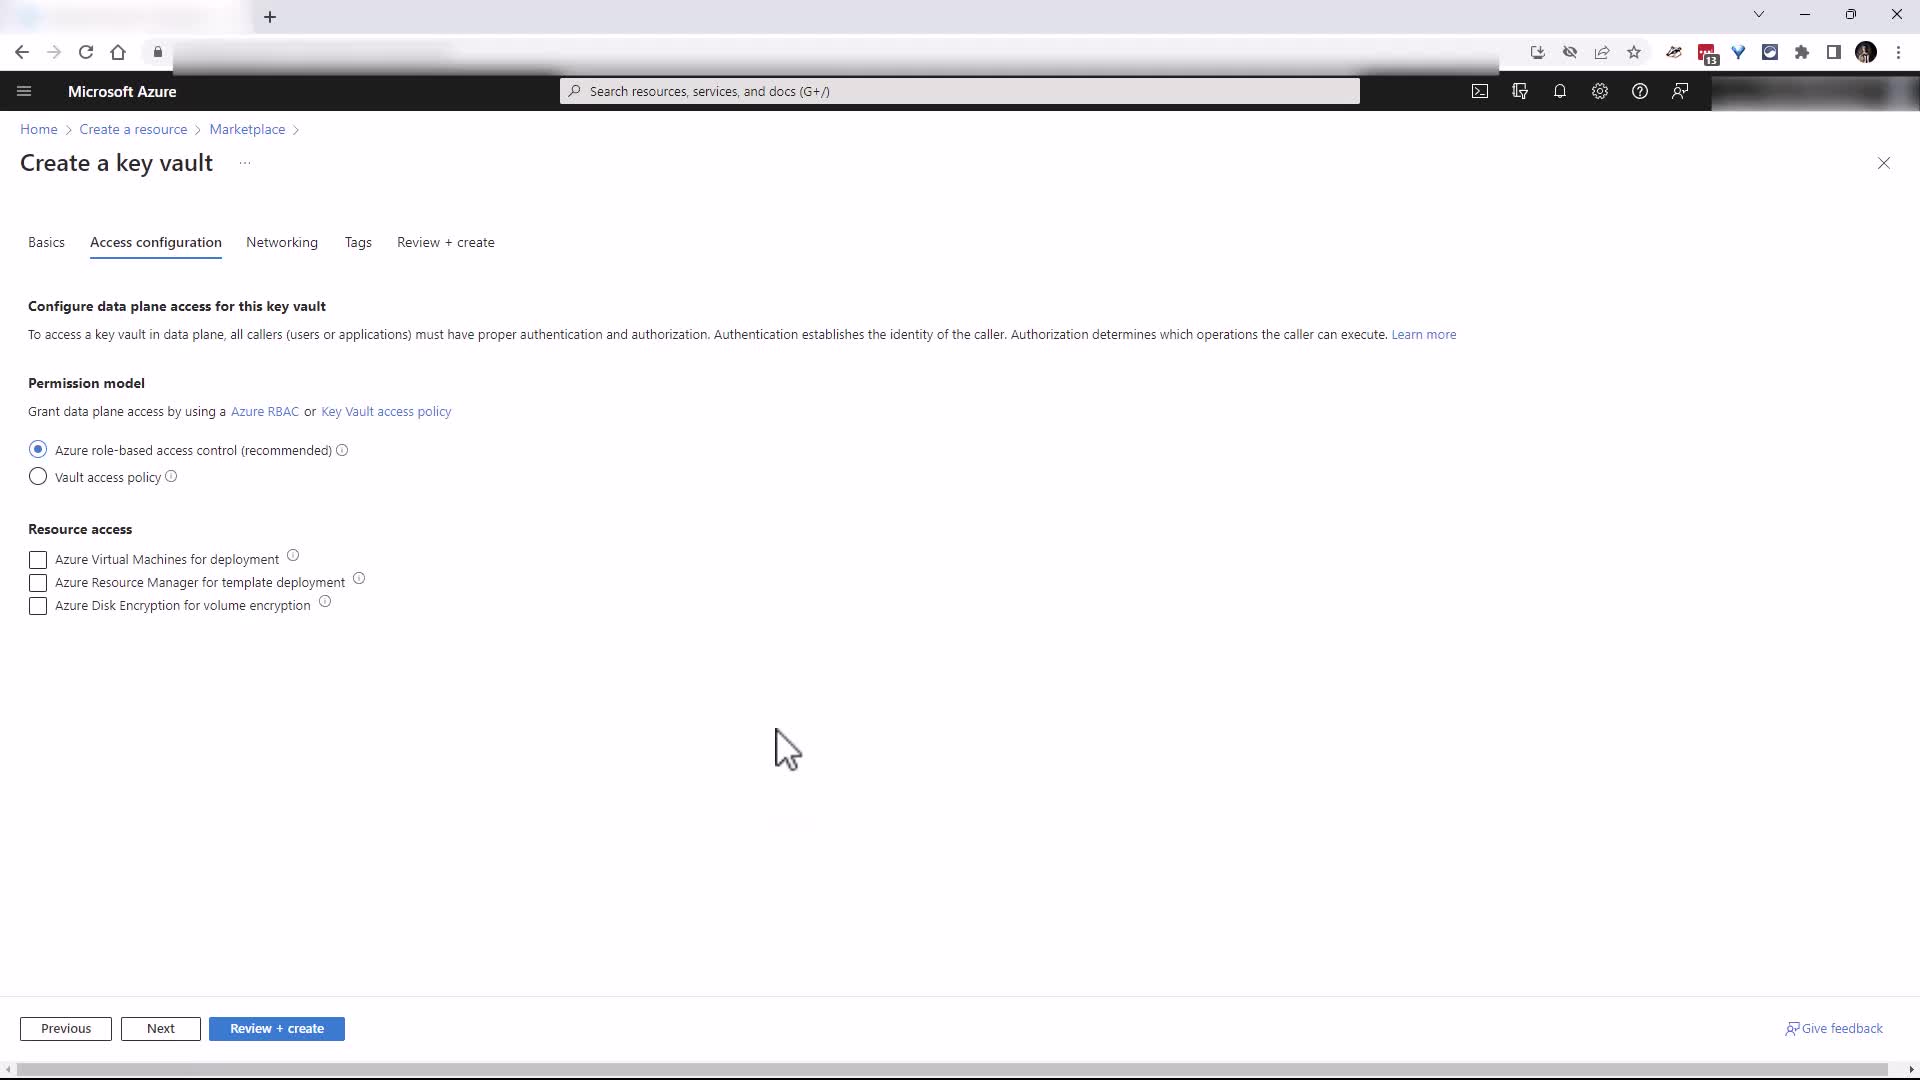 13
Microsoft Azure
Search resources, services, and docs (G+/)
Home > Create a resource > Marketplace >
Create a key vault ...
Basics Access configuration Networking Tags Review + create
Configure data plane access for this key vault
To access a key vault in data plane, all callers (users or applications) must have proper authentication and authorization. Authentication establishes the identity of the caller. Authorization determines which operations the caller can execute. Learn more
Permission model
Grant data plane access by using a Azure RBAC or Key Vault access policy
Azure role-based access control (recommended)
Vault access policy
Resource access
Azure Virtual Machines for deployment
Azure Resource Manager for template deployment
Azure Disk Encryption for volume encryption
Previous Next Review + create Give feedback